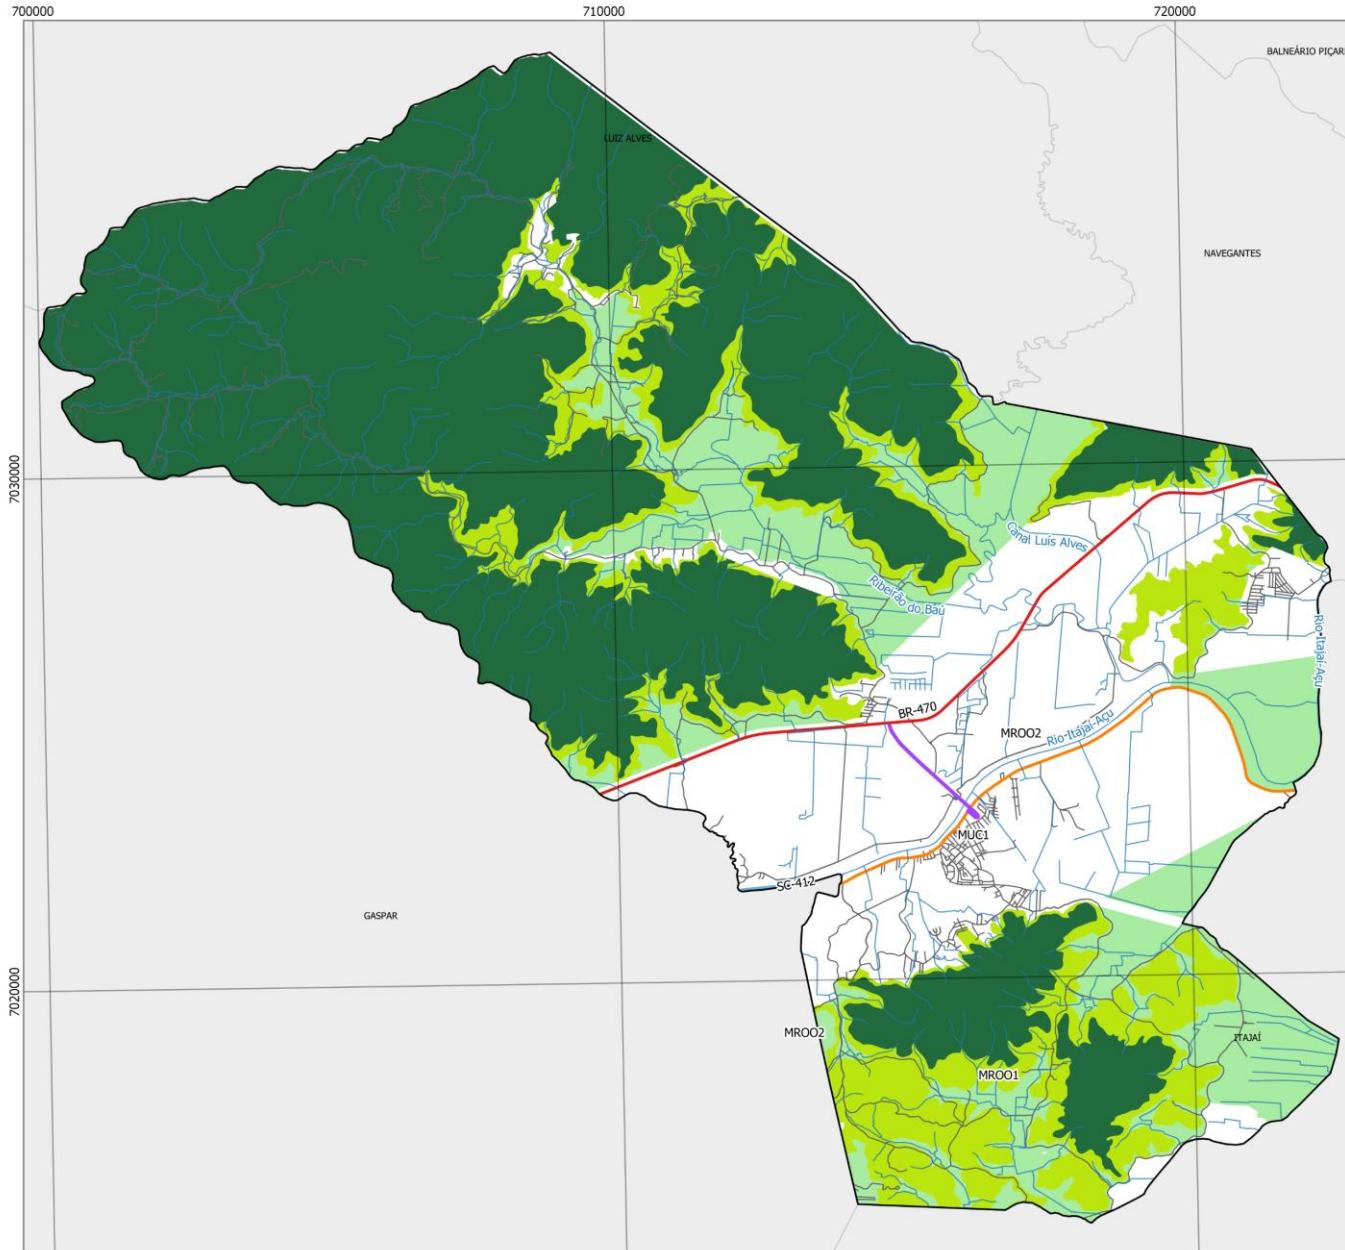 700000
710000
720000
BALNEÁRIO PIÇAR
LUIZ ALVES
NAVEGANTES
7030000
Canal Luís Alves
Ribeirão do Baú
Rio-Itajaí-Açu
BR-470
MROO2
Rio-Itajaí-Açu
MUC1
SC-412
GASPAR
7020000
MROO2
ITAJAÍ
MROO1